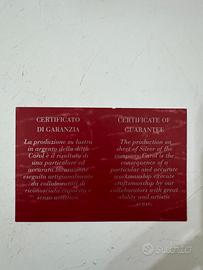 CERTIFICATO
DI GARANZIA
La produzione su lastra
in argento della ditta
Carol è il risultato di
una particolare ed
accurata lavorazione
eseguita artigianalmente
da collaboratori di
riconosciuta capacità e
senso artistico.
CERTIFICATE OF
GUARANTEE
The production on
sheet of Silver of the
company Carol is the
consequence of a
particular and accurate
workmanship execute
craftsmanship by our
collaborators with great
ability and artistic
sense.
Subito